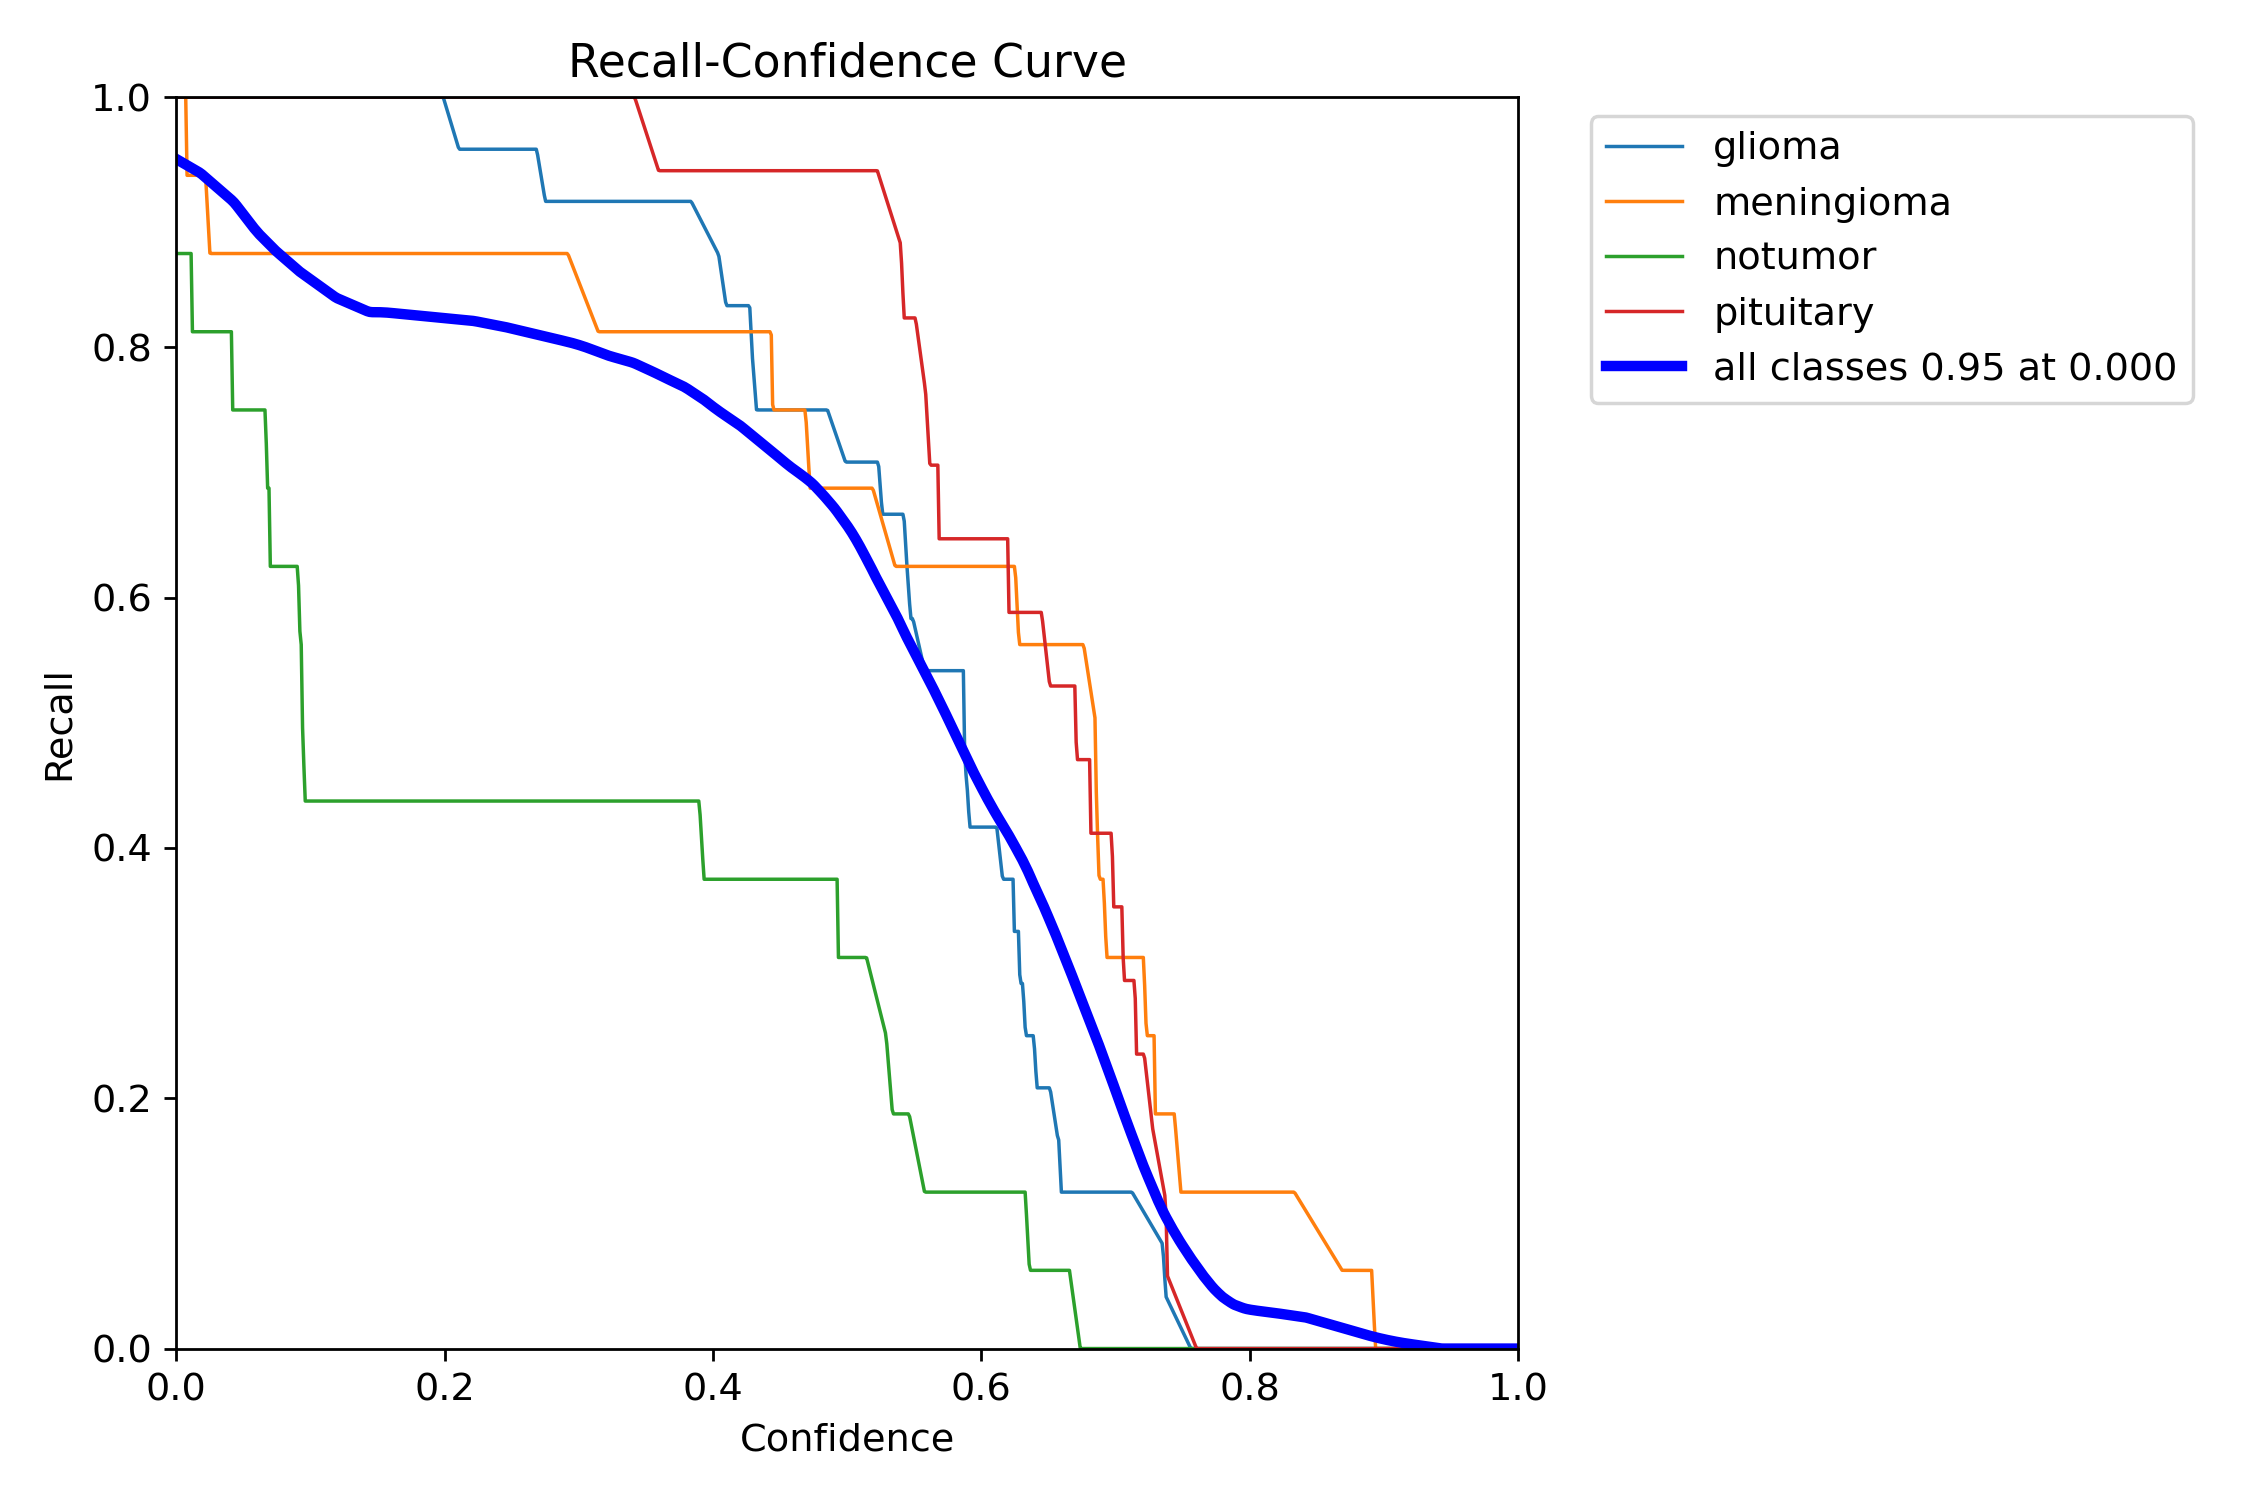 Recall-Confidence Curve
1.0
0.8
0.6
0.4
0.2
0.0
Recall
0.0 0.2 0.4 0.6 0.8 1.0
Confidence
glioma
meningioma
notumor
pituitary
all classes 0.95 at 0.000